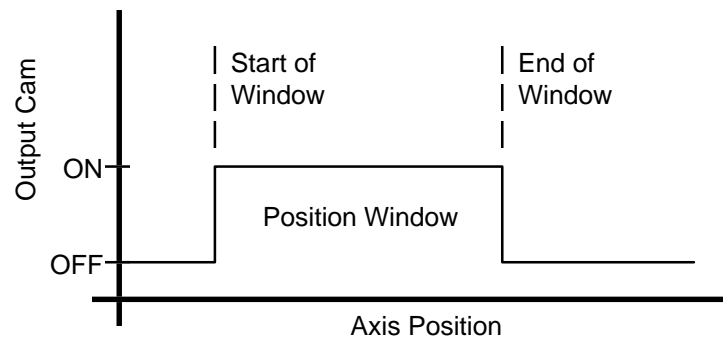 Start of
Window
End of
Window
Output Cam
ON
Position Window
OFF
Axis Position